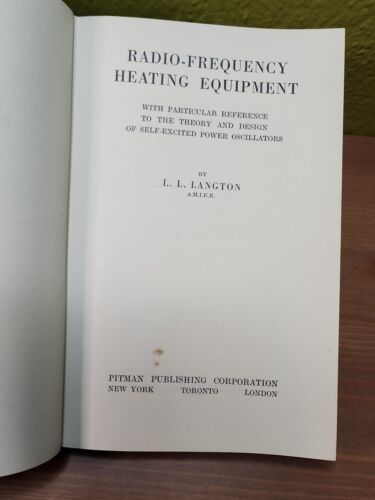 RADIO-FREQUENCY
HEATING EQUIPMENT
WITH PARTICULAR REFERENCE
TO THE THEORY AND DESIGN
OF SELF-EXCITED POWER OSCILLATORS
BY
L. L. LANGTON
A.M.I.E.E.
PITMAN PUBLISHING CORPORATION
NEW YORK TORONTO LONDON